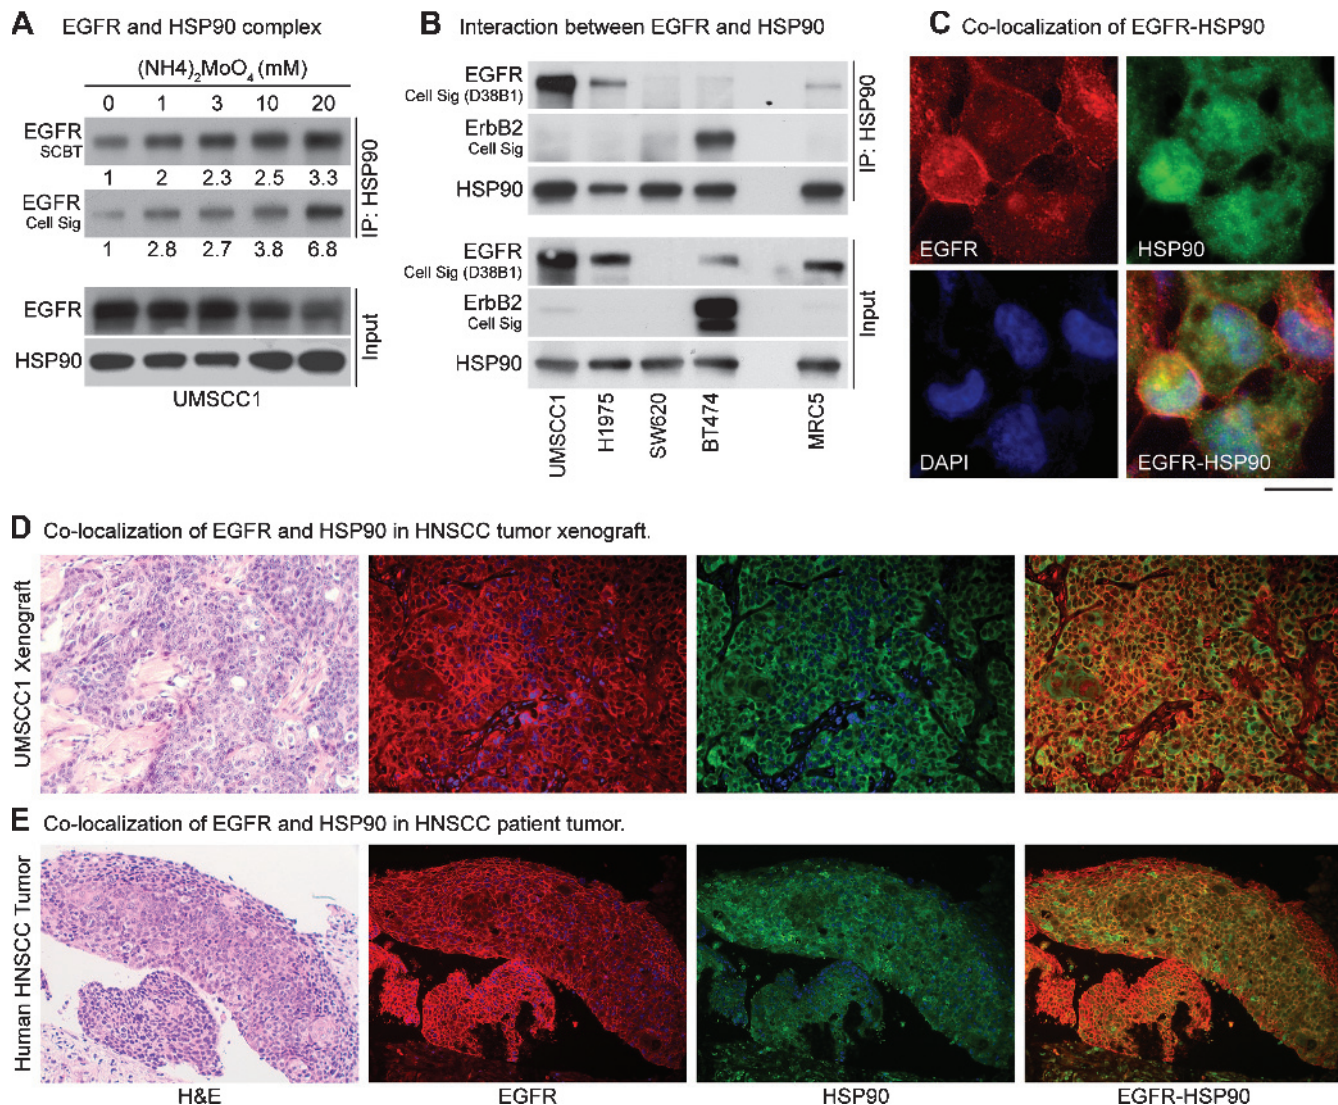 A EGFR and HSP90 complex
(NH4)₂MoO₄ (mM)
0 1 3 10 20
EGFR
SCBT
1 2 2.3 2.5 3.3
EGFR
Cell Sig
1 2.8 2.7 3.8 6.8
IP: HSP90
EGFR
HSP90
Input
UMSCC1
B Interaction between EGFR and HSP90
EGFR
Cell Sig (D38B1)
ErbB2
Cell Sig
HSP90
IP: HSP90
EGFR
Cell Sig (D38B1)
ErbB2
Cell Sig
HSP90
Input
UMSCC1
H1975
SW620
BT474
MRC5
C Co-localization of EGFR-HSP90
EGFR
HSP90
DAPI
EGFR-HSP90
D Co-localization of EGFR and HSP90 in HNSCC tumor xenograft.
UMSCC1 Xenograft
E Co-localization of EGFR and HSP90 in HNSCC patient tumor.
Human HNSCC Tumor
H&E EGFR HSP90 EGFR-HSP90